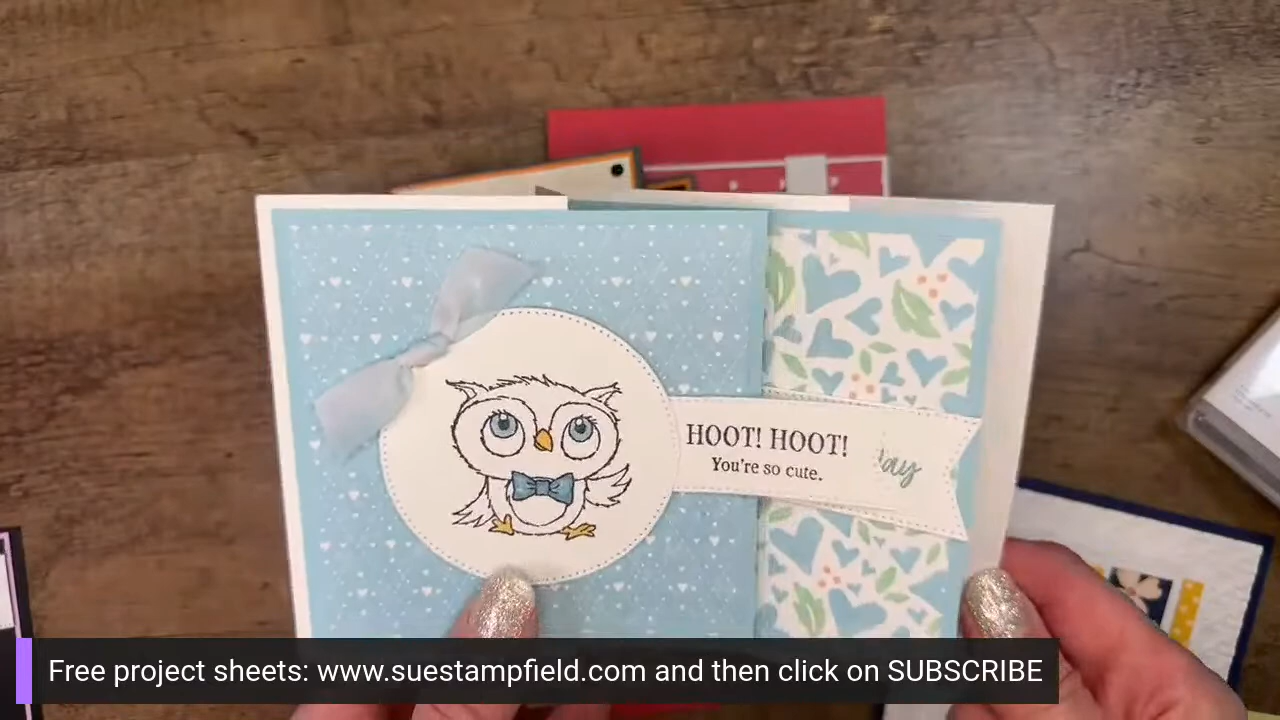 HOOT! HOOT!
You're so cute.
Free project sheets: www.suestampfield.com and then click on SUBSCRIBE